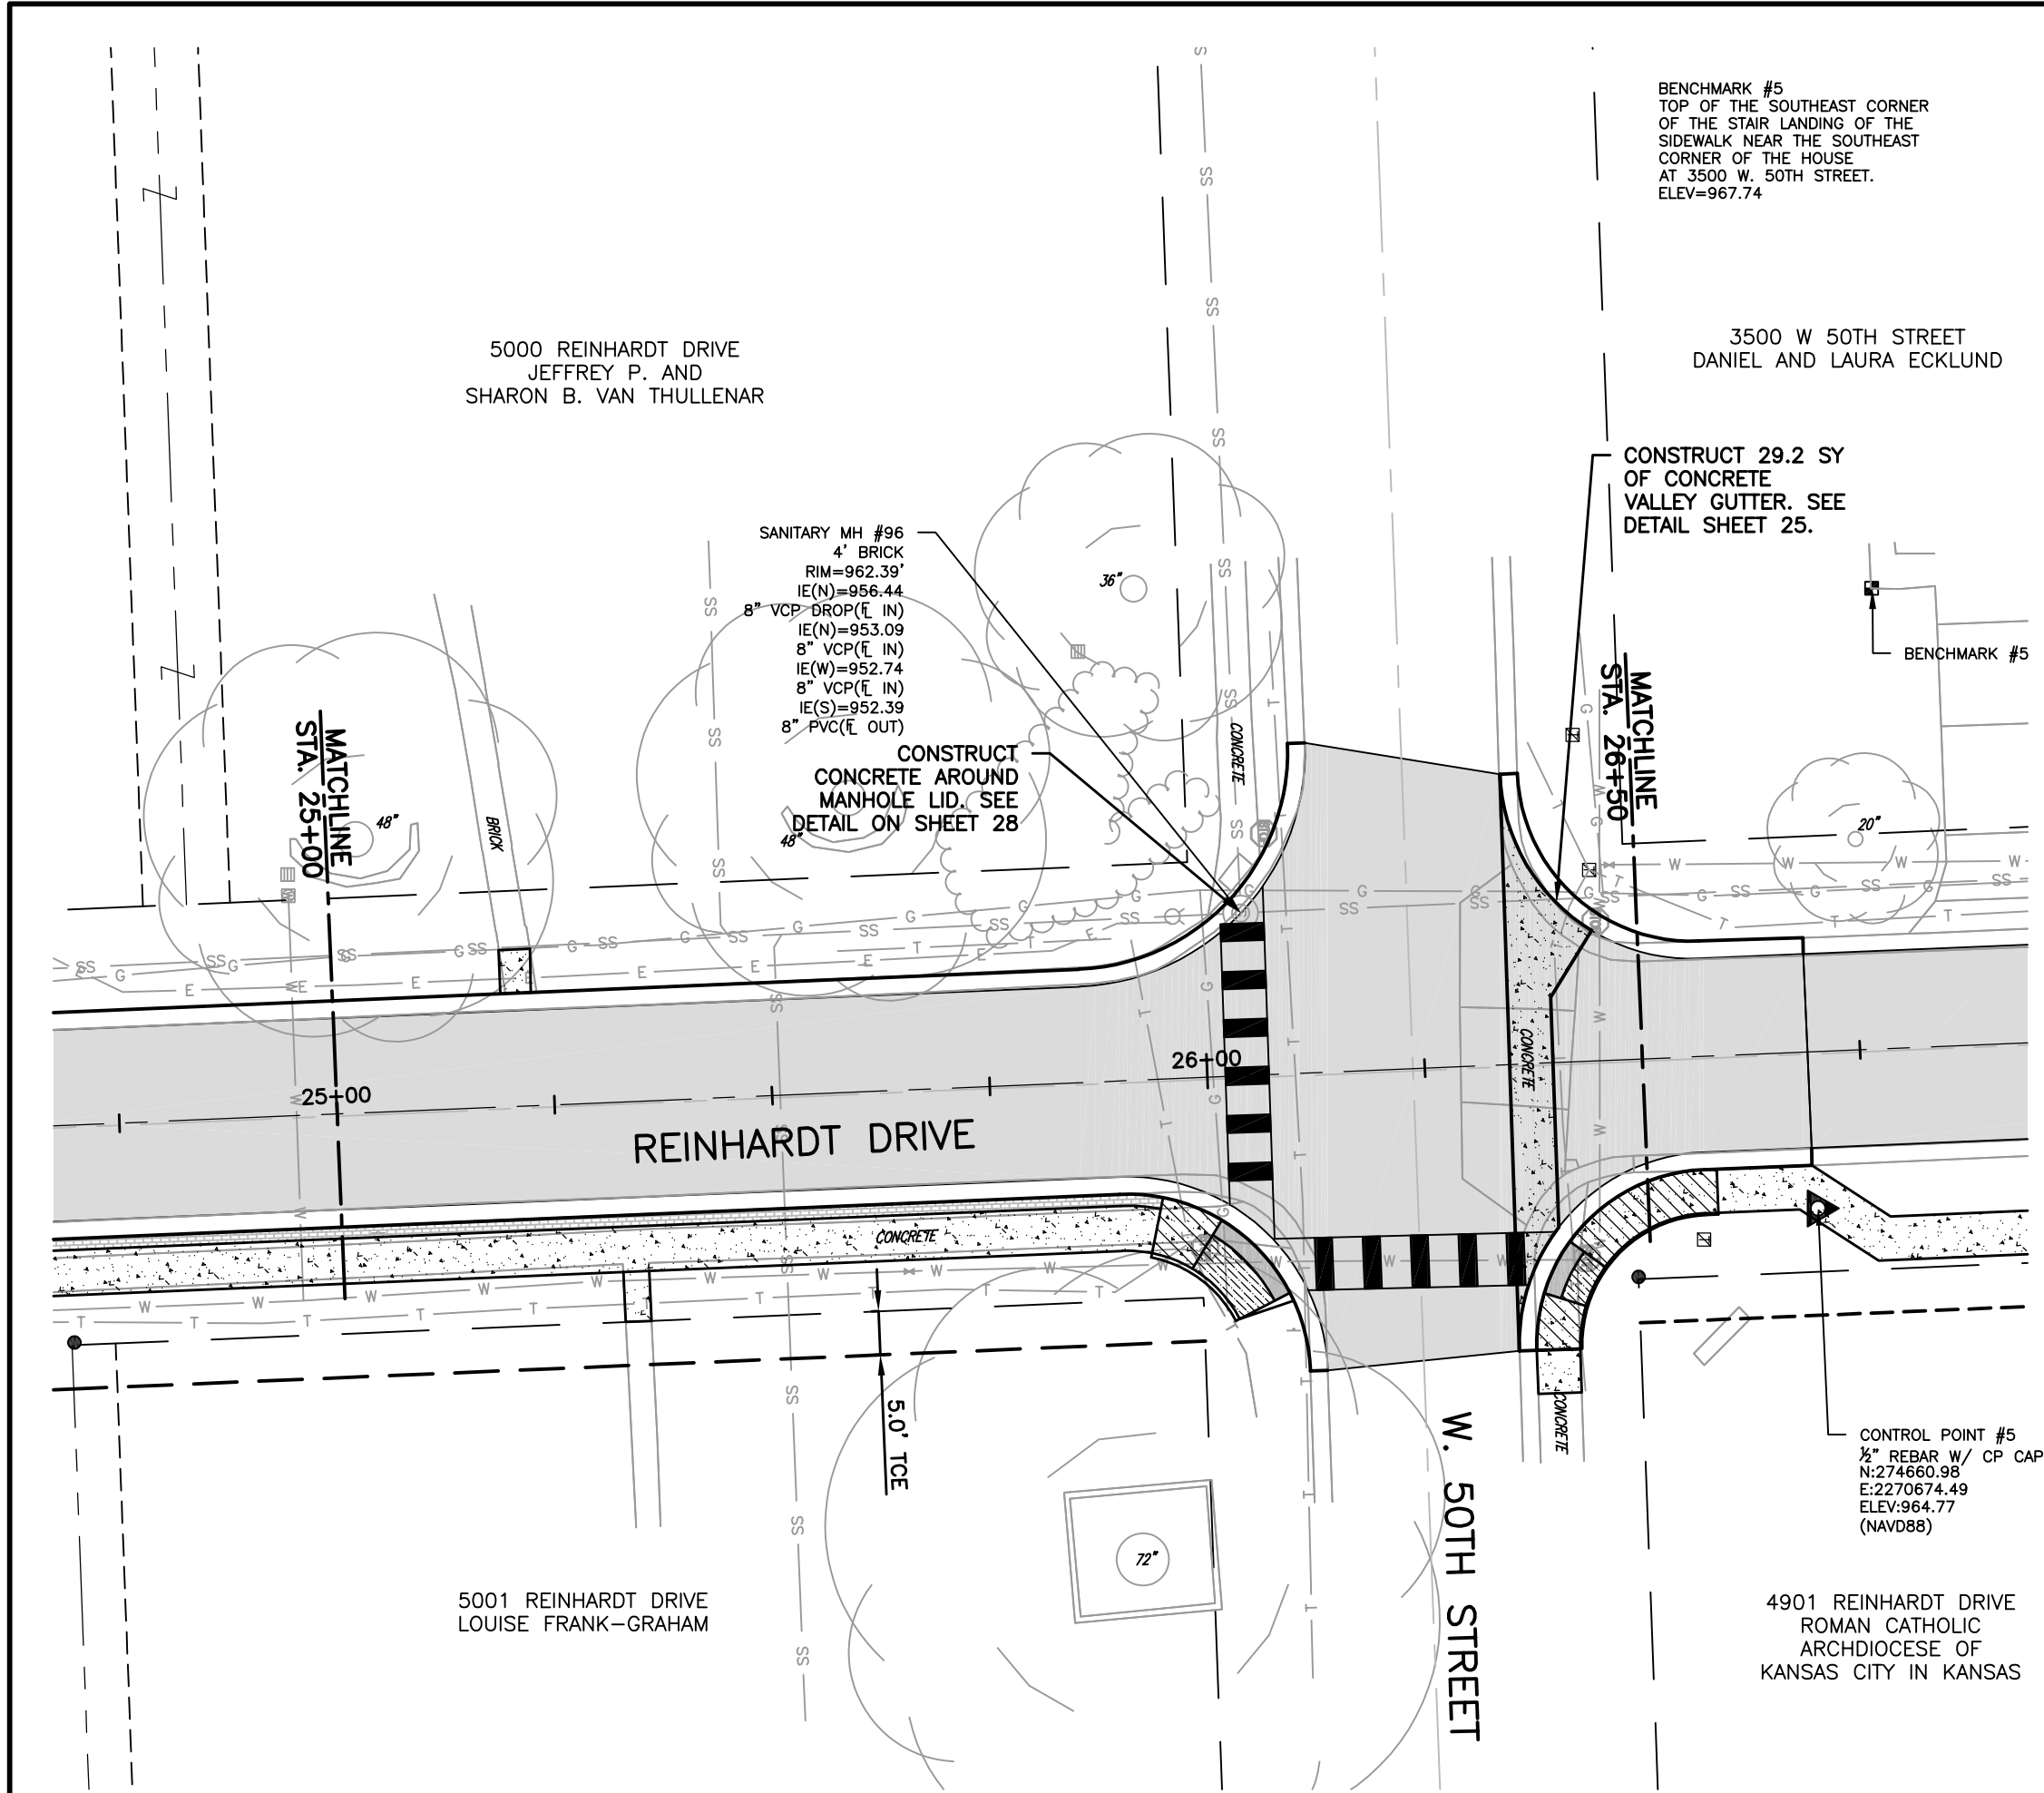 BENCHMARK #5
TOP OF THE SOUTHEAST CORNER
OF THE STAIR LANDING OF THE
SIDEWALK NEAR THE SOUTHEAST
CORNER OF THE HOUSE
AT 3500 W. 50TH STREET.
ELEV=967.74
5000 REINHARDT DRIVE
JEFFREY P. AND
SHARON B. VAN THULLENAR
3500 W 50TH STREET
DANIEL AND LAURA ECKLUND
CONSTRUCT 29.2 SY
OF CONCRETE
VALLEY GUTTER. SEE
DETAIL SHEET 25.
SANITARY MH #96
4' BRICK
RIM=962.39'
IE(N)=956.44
8" VCP DROP(FL IN)
IE(N)=953.09
8" VCP(FL IN)
IE(W)=952.74
8" VCP(FL IN)
IE(S)=952.39
8" PVC(FL OUT)
CONSTRUCT
CONCRETE AROUND
MANHOLE LID. SEE
DETAIL ON SHEET 28
36"
BENCHMARK #5
MATCHLINE
STA. 25+00
48"
BRICK
48"
CONCRETE
MATCHLINE
STA. 26+50
20"
25+00
26+00
REINHARDT DRIVE
CONCRETE
CONCRETE
CONCRETE
5.0' TCE
W. 50TH STREET
72"
CONTROL POINT #5
½" REBAR W/ CP CAP
N:274660.98
E:2270674.49
ELEV:964.77
(NAVD88)
5001 REINHARDT DRIVE
LOUISE FRANK-GRAHAM
4901 REINHARDT DRIVE
ROMAN CATHOLIC
ARCHDIOCESE OF
KANSAS CITY IN KANSAS